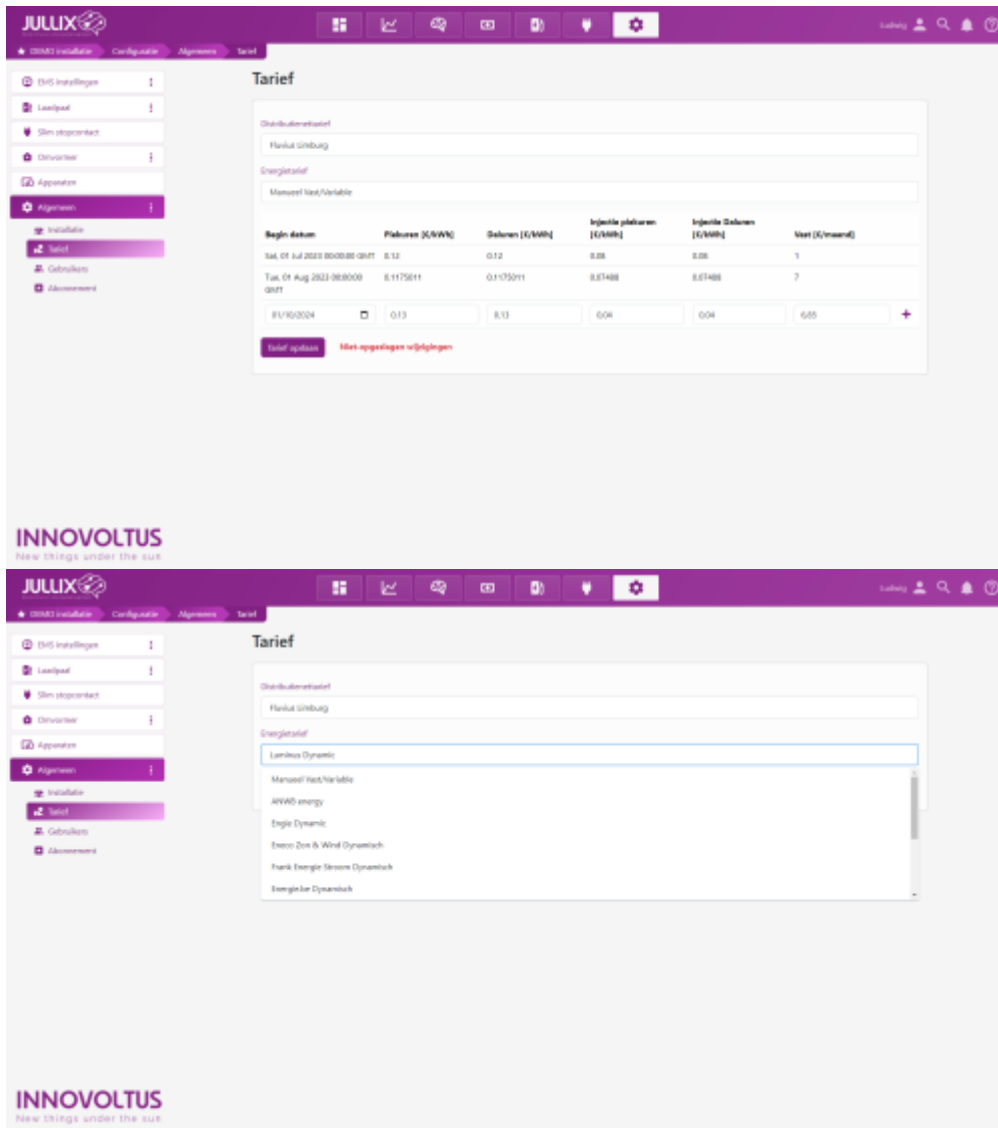 JULLIX
Ludwig
DEMO installatie Configuratie Algemeen Tarief
EMS instellingen
Laadpaal
Slim stopcontact
Omvormer
Apparaten
Algemeen
Installatie
Tarief
Gebruikers
Abonnement
Tarief
Distributienettarief
Fluvius Limburg
Energietarief
Manueel Vast/Variable
Begin datum Piekuren [€/kWh] Daluren [€/kWh] Injectie piekuren [€/kWh] Injectie Daluren [€/kWh] Vast [€/maand]
Sat, 01 Jul 2023 00:00:00 GMT 0.12 0.12 0.08 0.08 1
Tue, 01 Aug 2023 00:00:00 GMT 0.1175011 0.1175011 0.07488 0.07488 7
01/10/2024 0,13 0,13 0,04 0,04 6,65
Tarief opslaan Niet-opgeslagen wijzigingen
INNOVOLTUS
New things under the sun
JULLIX
Ludwig
DEMO installatie Configuratie Algemeen Tarief
EMS instellingen
Laadpaal
Slim stopcontact
Omvormer
Apparaten
Algemeen
Installatie
Tarief
Gebruikers
Abonnement
Tarief
Distributienettarief
Fluvius Limburg
Energietarief
Luminus Dynamic
Manueel Vast/Variable
ANWB energy
Engie Dynamic
Eneco Zon & Wind Dynamisch
Frank Energie Stroom Dynamisch
Energie.be Dynamisch
INNOVOLTUS
New things under the sun